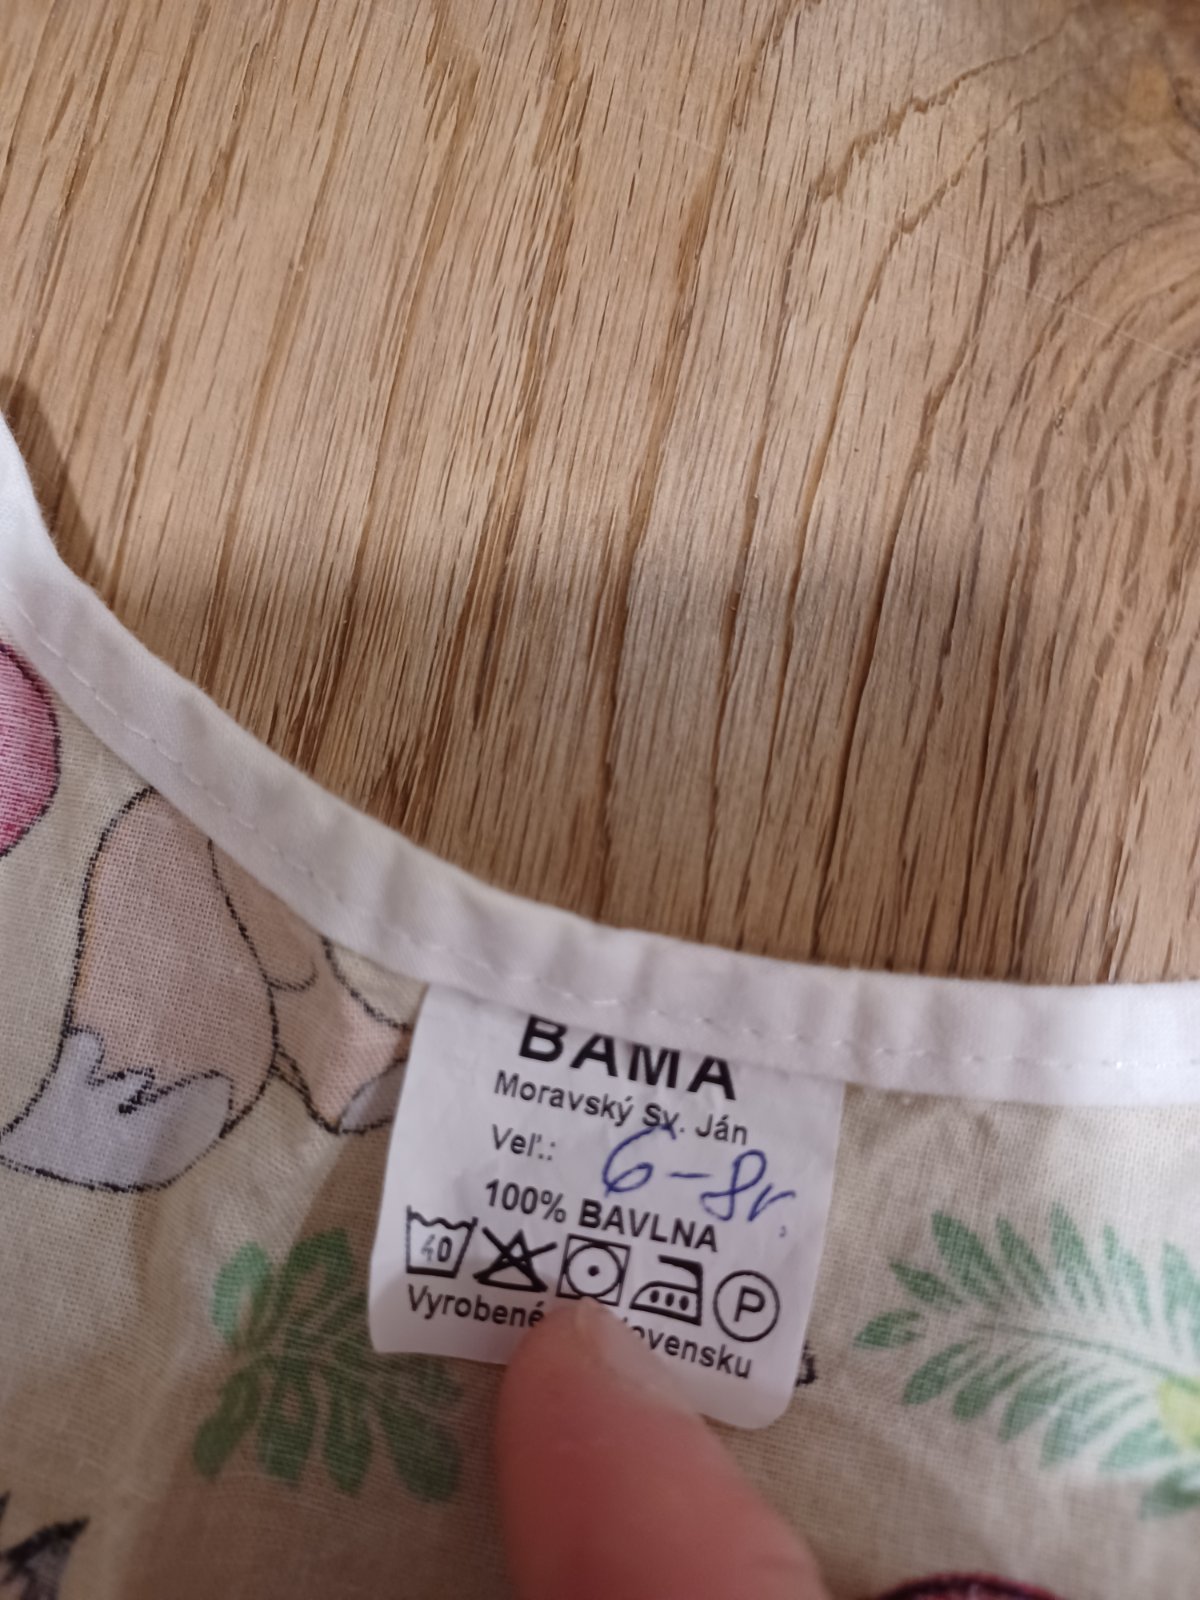 BAMA
Moravský Sv. Ján
Veľ.: 6-8r.
100% BAVLNA
40 P
Vyrobené